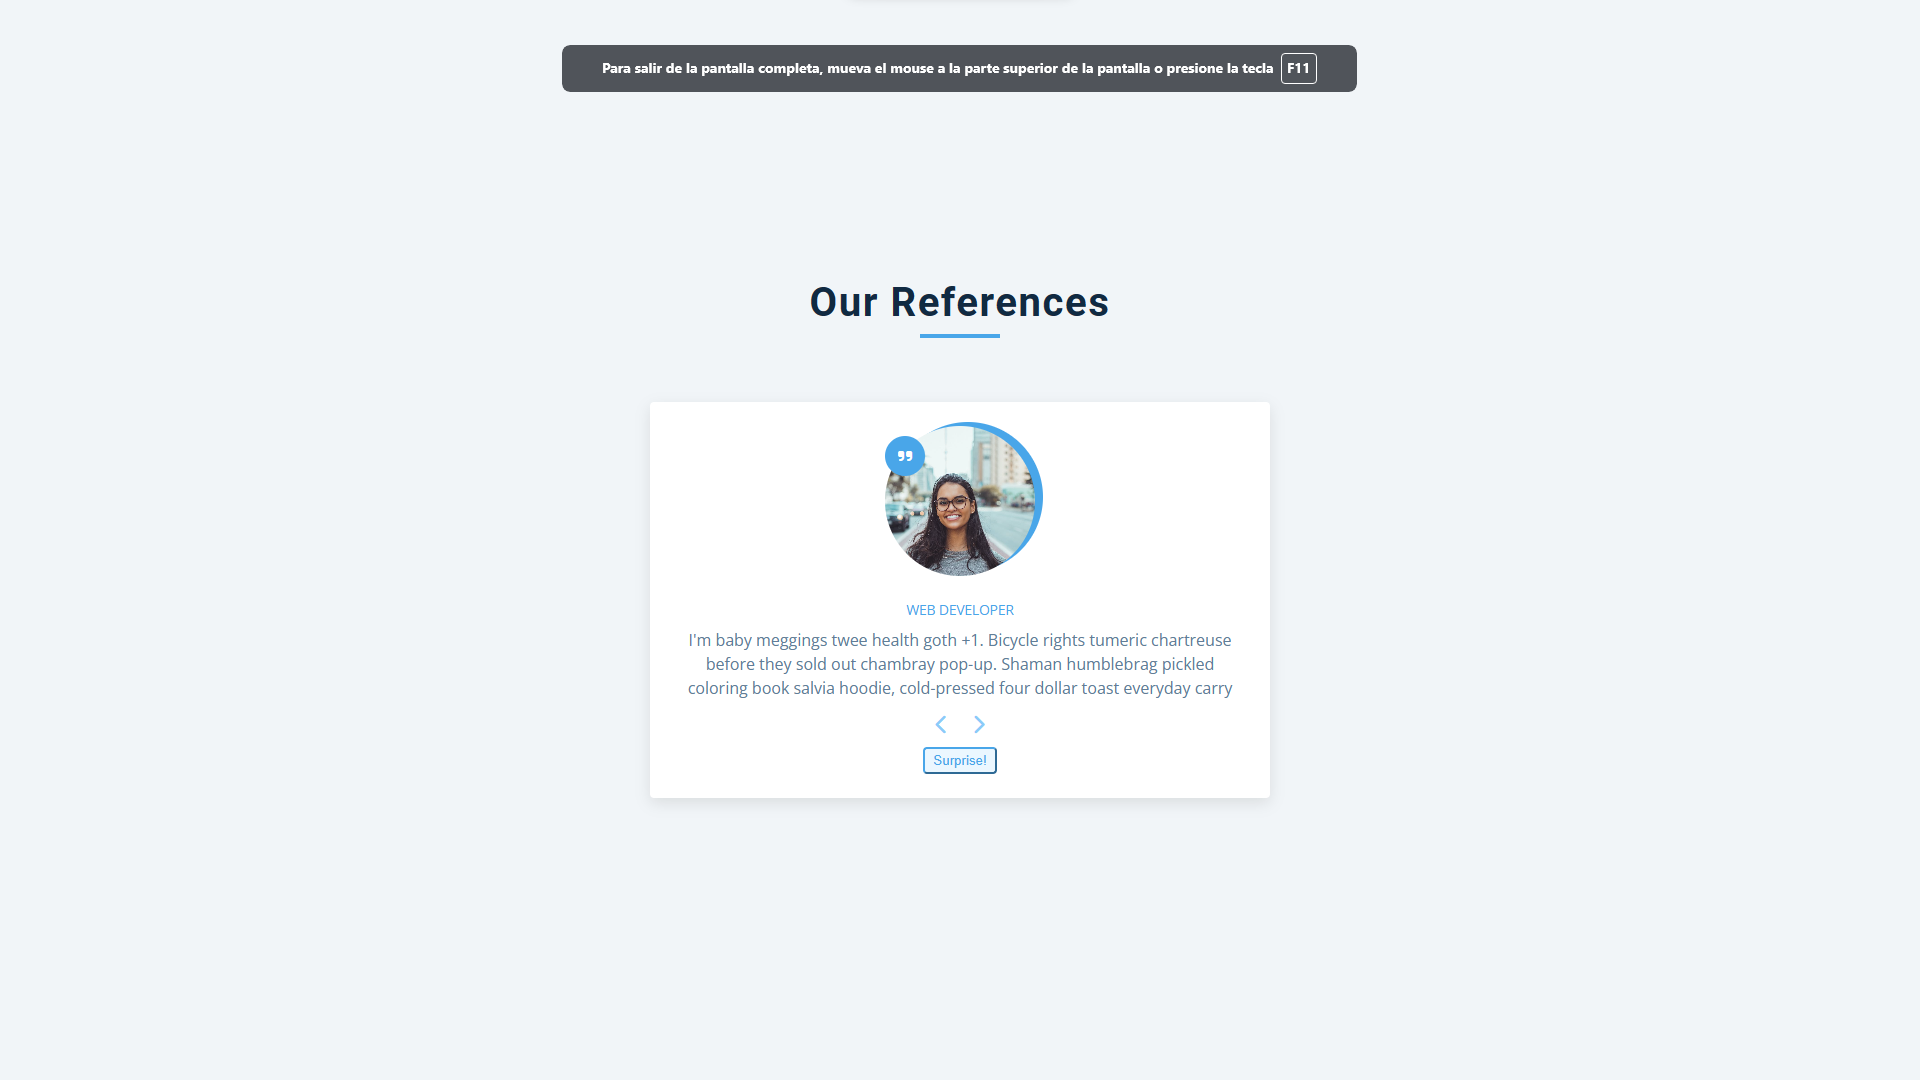 Para salir de la pantalla completa, mueva el mouse a la parte superior de la pantalla o presione la tecla F11
Our References
WEB DEVELOPER
I'm baby meggings twee health goth +1. Bicycle rights tumeric chartreuse
before they sold out chambray pop-up. Shaman humblebrag pickled
coloring book salvia hoodie, cold-pressed four dollar toast everyday carry
Surprise!